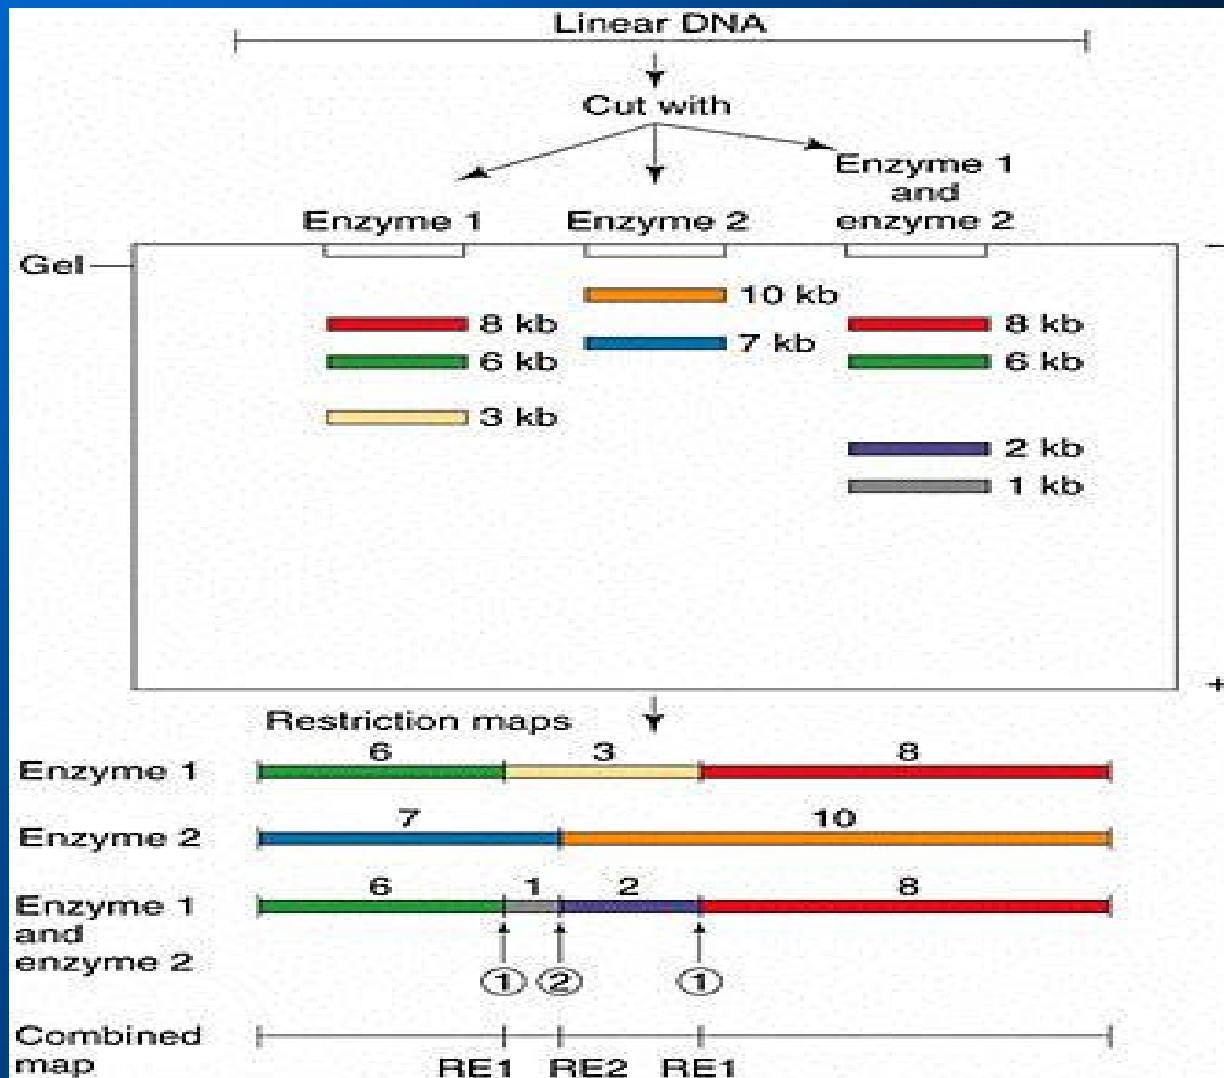 Linear DNA
Cut with
Enzyme 1
Enzyme 2
Enzyme 1
and
enzyme 2
Gel
−
10 kb
8 kb
7 kb
8 kb
6 kb
6 kb
3 kb
2 kb
1 kb
+
Restriction maps
6 3 8
Enzyme 1
7 10
Enzyme 2
6 1 2 8
Enzyme 1
and
enzyme 2
1 2 1
Combined
map
RE1 RE2 RE1